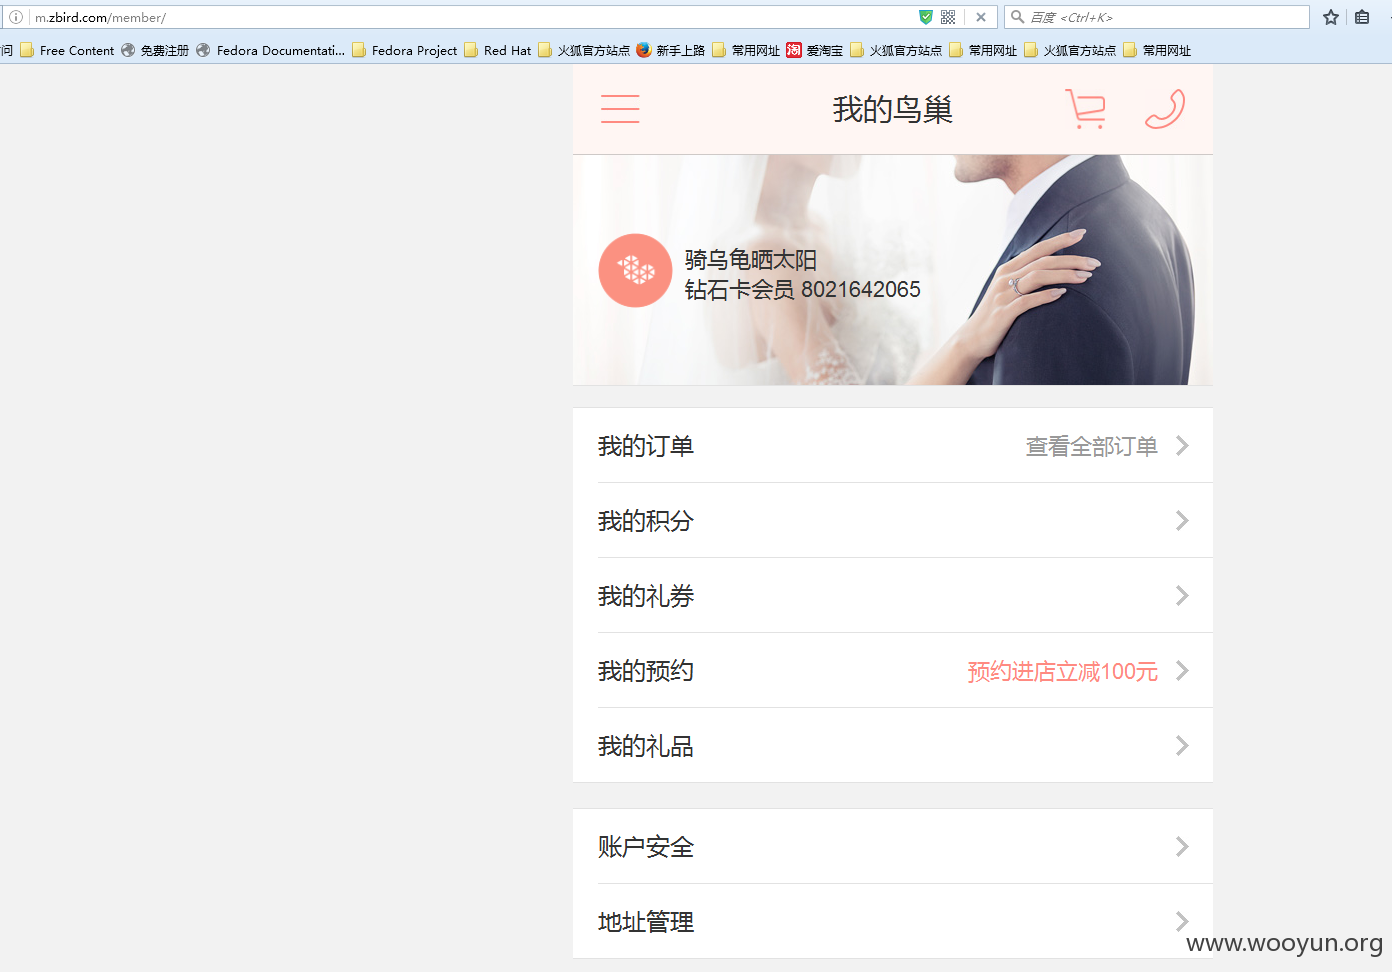 m.zbird.com/member/
百度 <Ctrl+K>
问 Free Content 免费注册 Fedora Documentati... Fedora Project Red Hat 火狐官方站点 新手上路 常用网址 淘 爱淘宝 火狐官方站点 常用网址 火狐官方站点 常用网址
我的鸟巢
骑乌龟晒太阳
钻石卡会员 8021642065
我的订单 查看全部订单
我的积分
我的礼券
我的预约 预约进店立减100元
我的礼品
账户安全
地址管理
www.wooyun.org